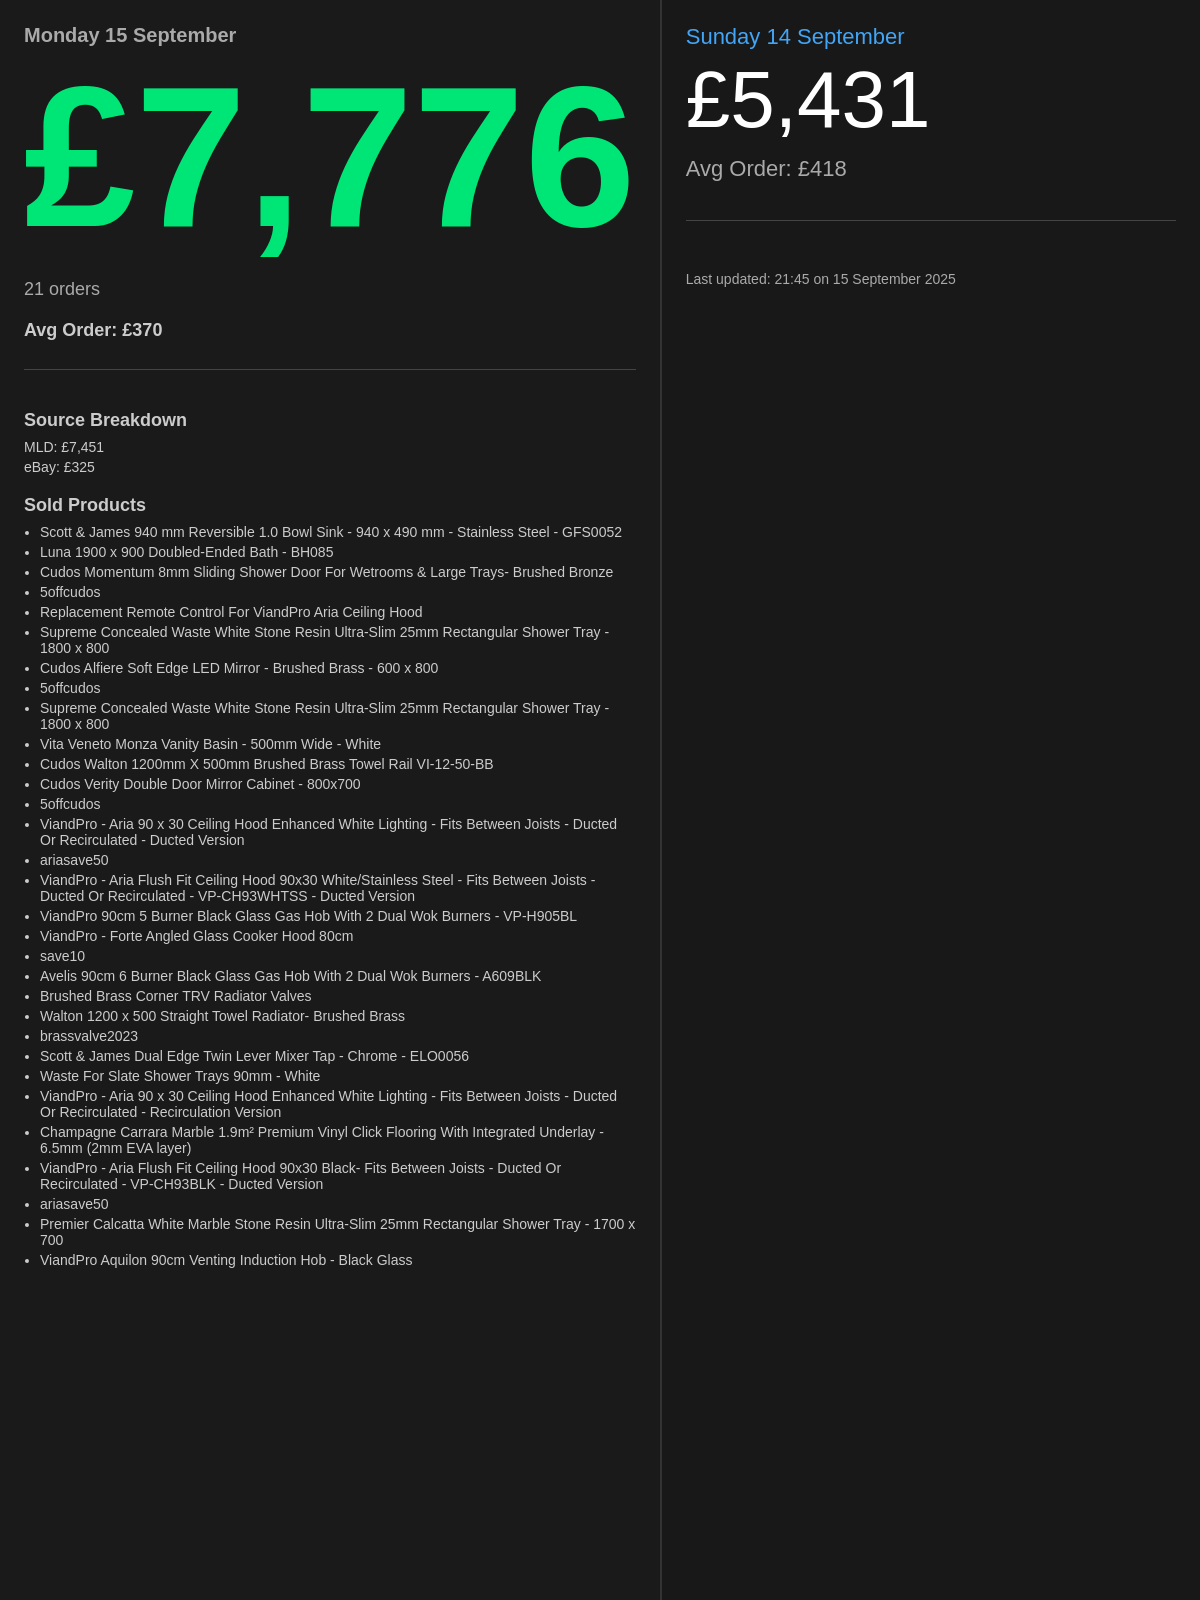 Monday 15 September
£7,776
21 orders
Avg Order: £370
Source Breakdown
MLD: £7,451
eBay: £325
Sold Products
• Scott & James 940 mm Reversible 1.0 Bowl Sink - 940 x 490 mm - Stainless Steel - GFS0052
• Luna 1900 x 900 Doubled-Ended Bath - BH085
• Cudos Momentum 8mm Sliding Shower Door For Wetrooms & Large Trays- Brushed Bronze
• 5offcudos
• Replacement Remote Control For ViandPro Aria Ceiling Hood
• Supreme Concealed Waste White Stone Resin Ultra-Slim 25mm Rectangular Shower Tray -
1800 x 800
• Cudos Alfiere Soft Edge LED Mirror - Brushed Brass - 600 x 800
• 5offcudos
• Supreme Concealed Waste White Stone Resin Ultra-Slim 25mm Rectangular Shower Tray -
1800 x 800
• Vita Veneto Monza Vanity Basin - 500mm Wide - White
• Cudos Walton 1200mm X 500mm Brushed Brass Towel Rail VI-12-50-BB
• Cudos Verity Double Door Mirror Cabinet - 800x700
• 5offcudos
• ViandPro - Aria 90 x 30 Ceiling Hood Enhanced White Lighting - Fits Between Joists - Ducted
Or Recirculated - Ducted Version
• ariasave50
• ViandPro - Aria Flush Fit Ceiling Hood 90x30 White/Stainless Steel - Fits Between Joists -
Ducted Or Recirculated - VP-CH93WHTSS - Ducted Version
• ViandPro 90cm 5 Burner Black Glass Gas Hob With 2 Dual Wok Burners - VP-H905BL
• ViandPro - Forte Angled Glass Cooker Hood 80cm
• save10
• Avelis 90cm 6 Burner Black Glass Gas Hob With 2 Dual Wok Burners - A609BLK
• Brushed Brass Corner TRV Radiator Valves
• Walton 1200 x 500 Straight Towel Radiator- Brushed Brass
• brassvalve2023
• Scott & James Dual Edge Twin Lever Mixer Tap - Chrome - ELO0056
• Waste For Slate Shower Trays 90mm - White
• ViandPro - Aria 90 x 30 Ceiling Hood Enhanced White Lighting - Fits Between Joists - Ducted
Or Recirculated - Recirculation Version
• Champagne Carrara Marble 1.9m² Premium Vinyl Click Flooring With Integrated Underlay -
6.5mm (2mm EVA layer)
• ViandPro - Aria Flush Fit Ceiling Hood 90x30 Black- Fits Between Joists - Ducted Or
Recirculated - VP-CH93BLK - Ducted Version
• ariasave50
• Premier Calcatta White Marble Stone Resin Ultra-Slim 25mm Rectangular Shower Tray - 1700 x
700
• ViandPro Aquilon 90cm Venting Induction Hob - Black Glass
Sunday 14 September
£5,431
Avg Order: £418
Last updated: 21:45 on 15 September 2025